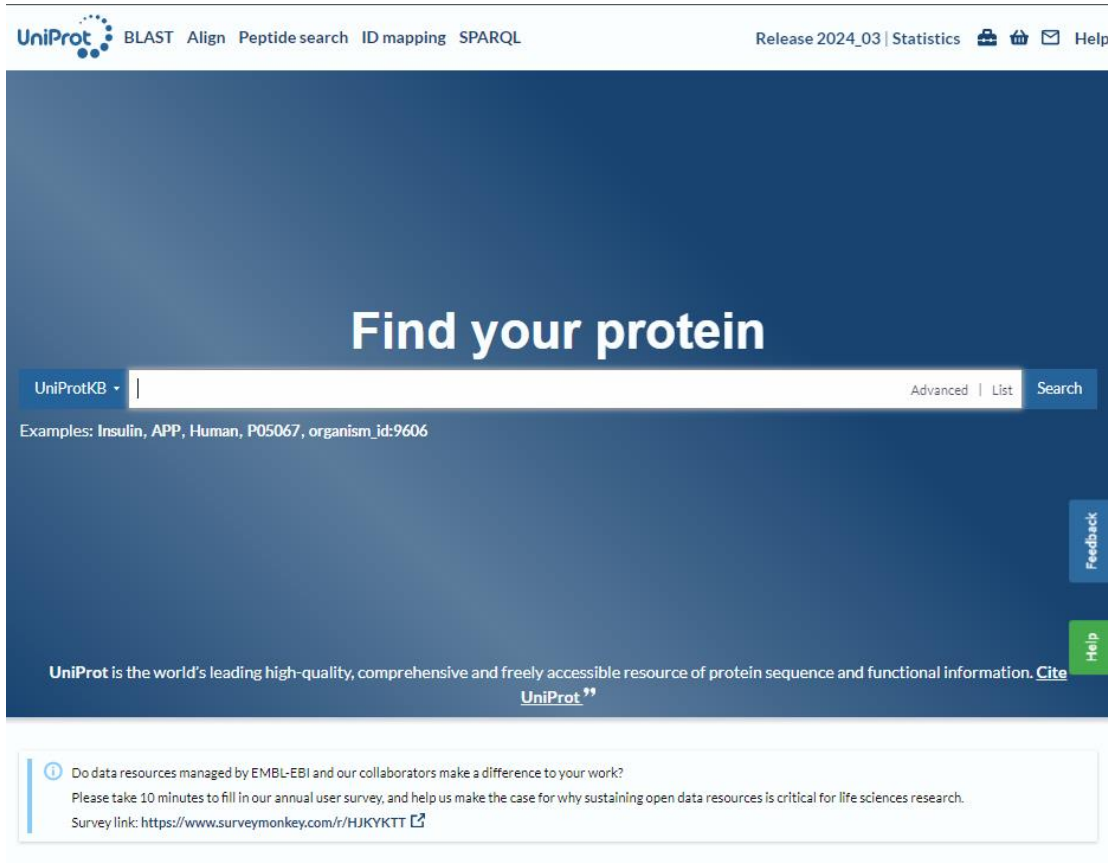 UniProt BLAST Align Peptide search ID mapping SPARQL Release 2024_03 | Statistics Help
Find your protein
UniProtKB Advanced | List Search
Examples: Insulin, APP, Human, P05067, organism_id:9606
Feedback
Help
UniProt is the world's leading high-quality, comprehensive and freely accessible resource of protein sequence and functional information. Cite
UniProt ”
Do data resources managed by EMBL-EBI and our collaborators make a difference to your work?
Please take 10 minutes to fill in our annual user survey, and help us make the case for why sustaining open data resources is critical for life sciences research.
Survey link: https://www.surveymonkey.com/r/HJKYKTT